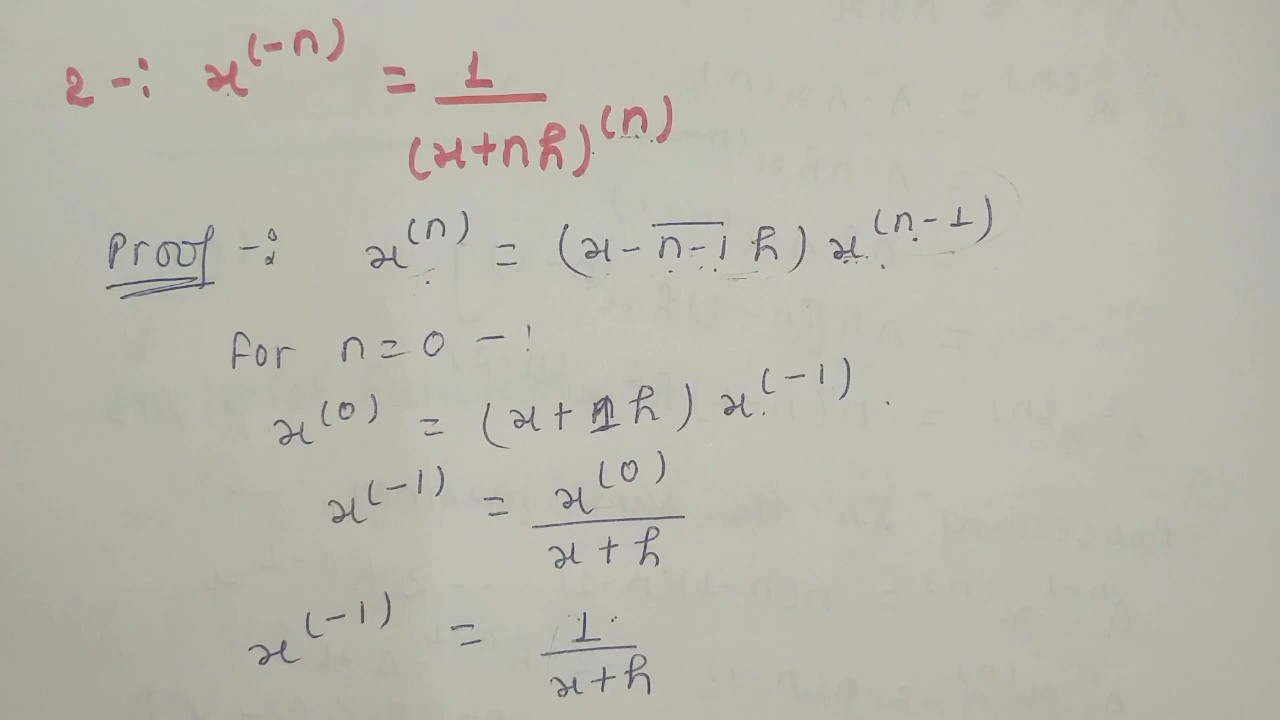 2 -: x^(-n) = 1/(x+nh)^(n)
Proof -: x^(n) = (x - \overline{n-1} h) x^(n-1)
For n=0 -:
x^(0) = (x + 1h) x^(-1).
x^(-1) = x^(0)/(x+h)
x^(-1) = 1/(x+h)